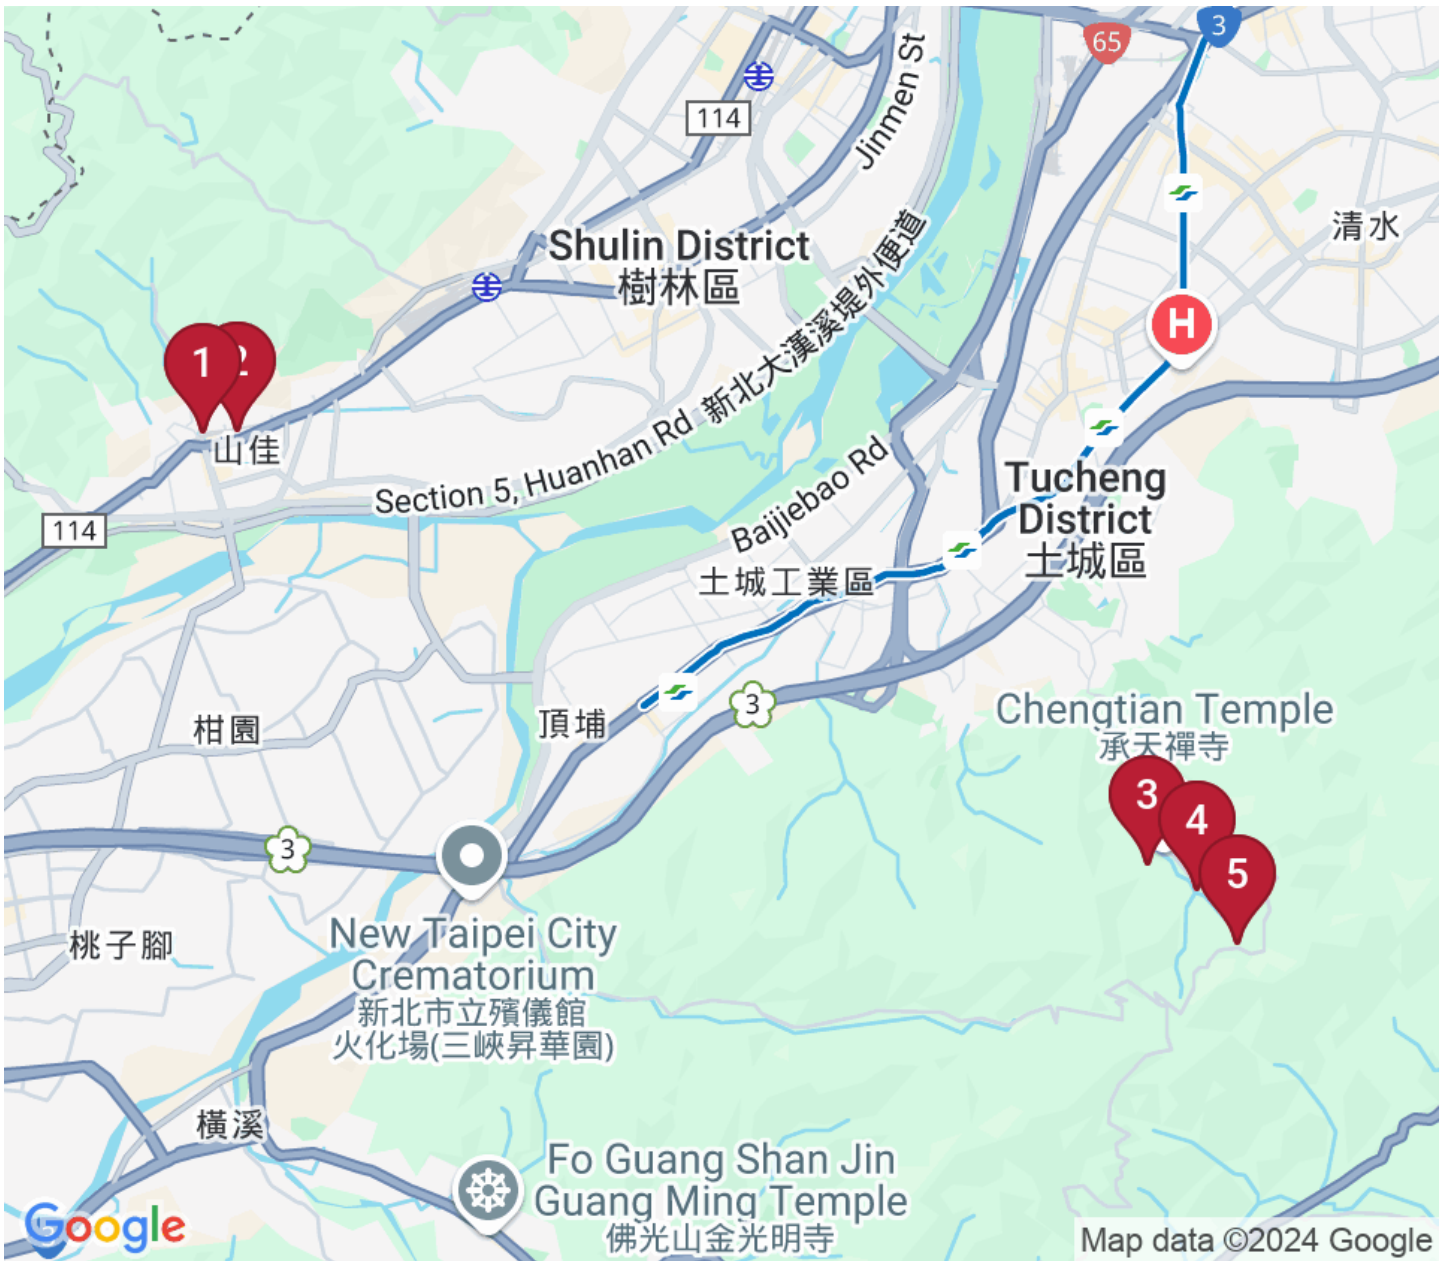 3
65
114
Jinmen St
清水
Shulin District
樹林區
新北大漢溪堤外便道
H
1
2
山佳
Section 5, Huanhan Rd
Baijiebao Rd
Tucheng
District
土城區
114
土城工業區
3
頂埔
柑園
Chengtian Temple
承天禪寺
3
4
5
3
桃子腳
New Taipei City
Crematorium
新北市立殯儀館
火化場(三峽昇華園)
橫溪
Fo Guang Shan Jin
Guang Ming Temple
佛光山金光明寺
Google
Map data ©2024 Google